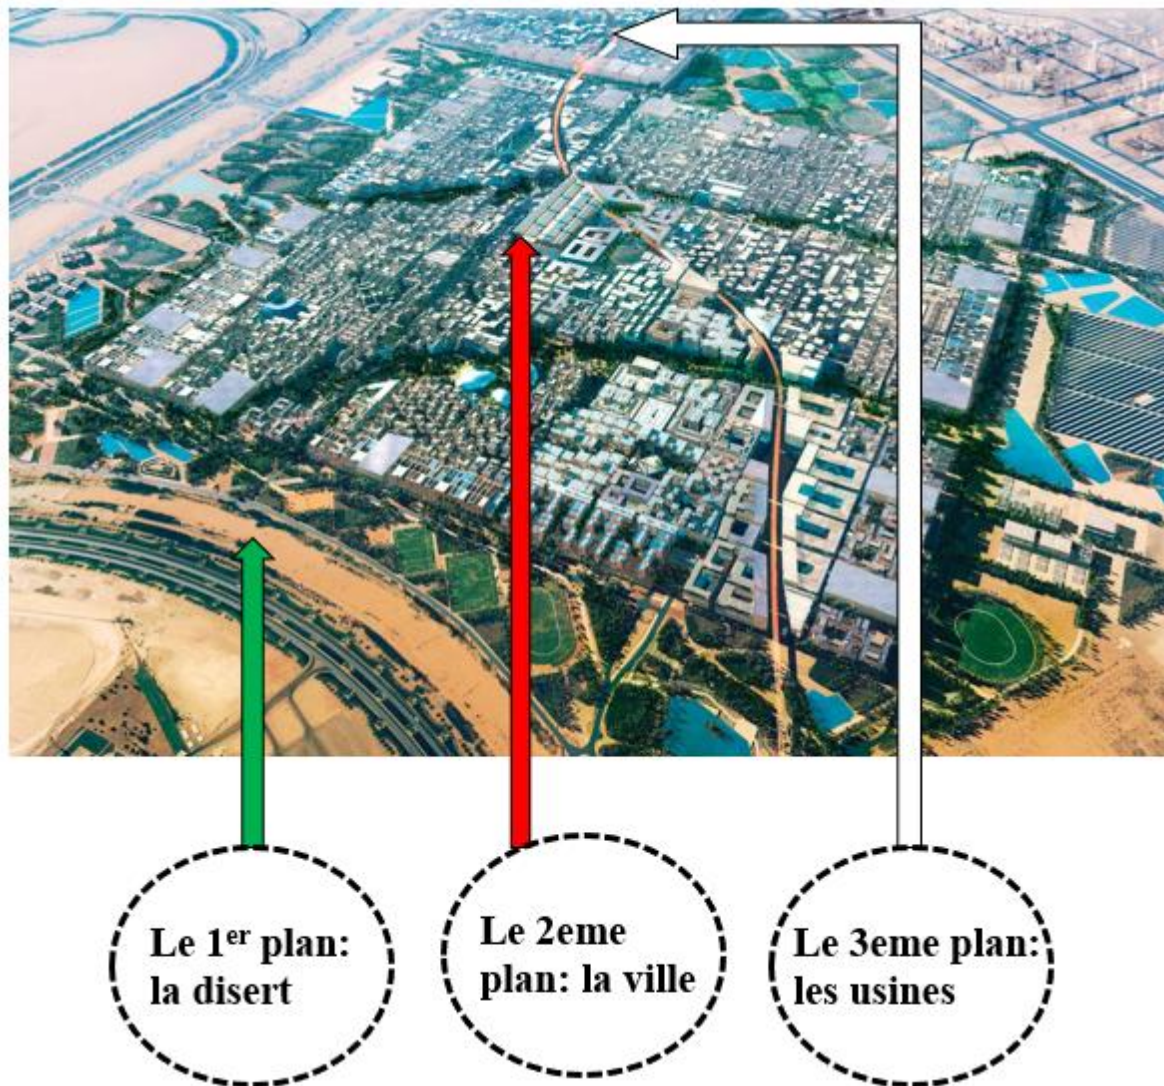 Le 1er plan:
la disert
Le 2eme
plan: la ville
Le 3eme plan:
les usines